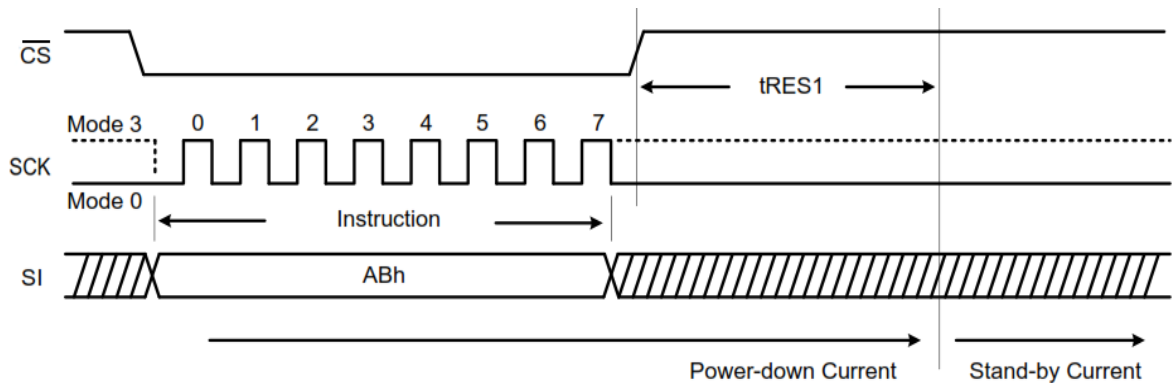 CS
tRES1
Mode 3
0 1 2 3 4 5 6 7
SCK
Mode 0
Instruction
SI
ABh
Power-down Current
Stand-by Current